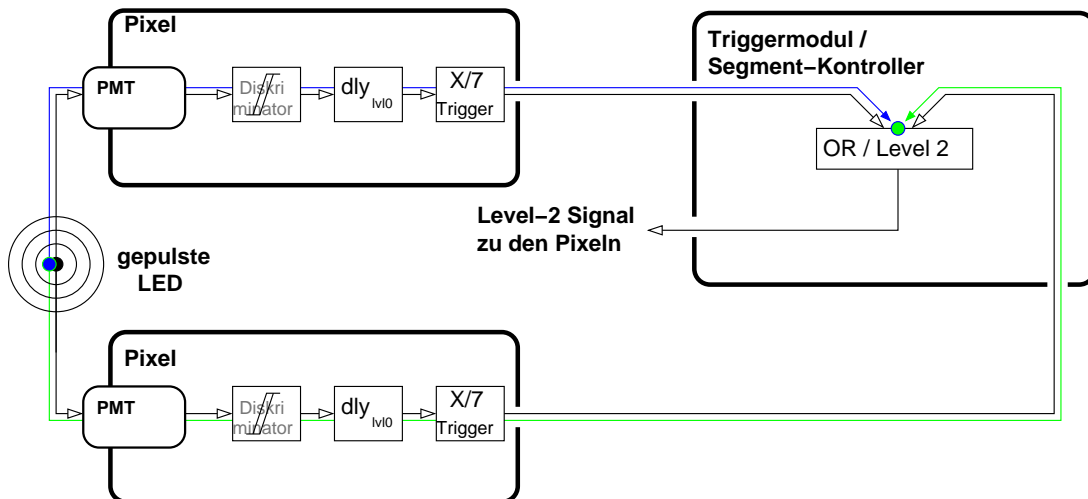 Pixel
PMT
Diskri
minator
dly
lvl0
X/7
Trigger
Triggermodul /
Segment−Kontroller
OR / Level 2
Level−2 Signal
zu den Pixeln
gepulste
LED
Pixel
PMT
Diskri
minator
dly
lvl0
X/7
Trigger